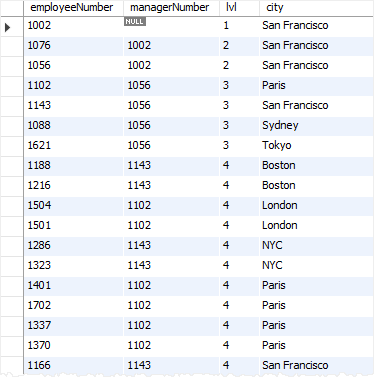 employeeNumber managerNumber lvl city
1002 NULL 1 San Francisco
1076 1002 2 San Francisco
1056 1002 2 San Francisco
1102 1056 3 Paris
1143 1056 3 San Francisco
1088 1056 3 Sydney
1621 1056 3 Tokyo
1188 1143 4 Boston
1216 1143 4 Boston
1504 1102 4 London
1501 1102 4 London
1286 1143 4 NYC
1323 1143 4 NYC
1401 1102 4 Paris
1702 1102 4 Paris
1337 1102 4 Paris
1370 1102 4 Paris
1166 1143 4 San Francisco